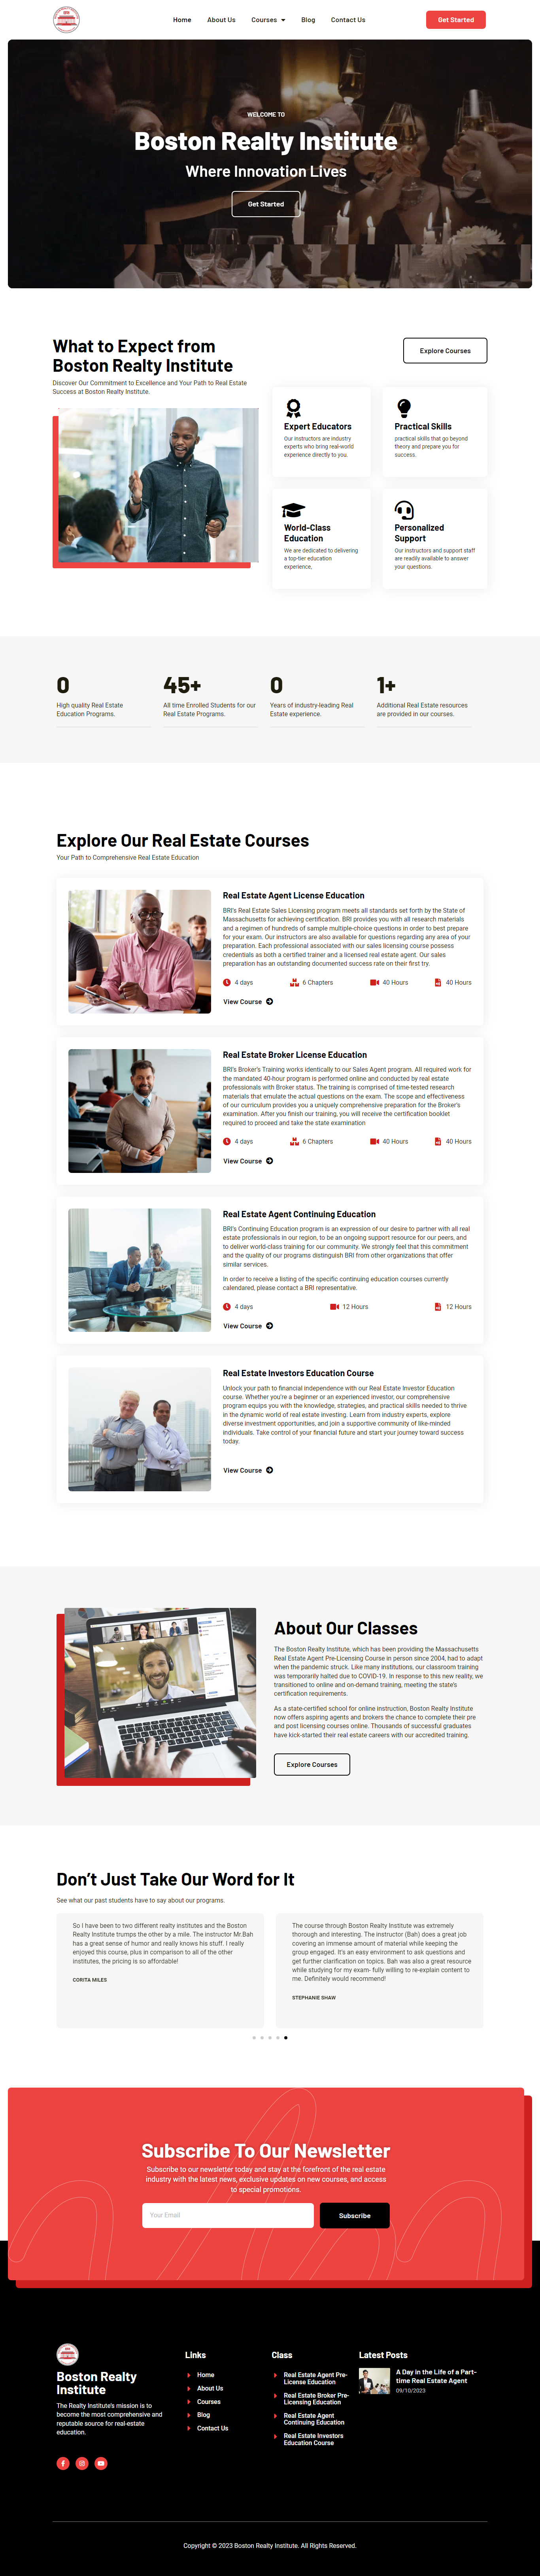 Home
About Us
Courses
Blog
Contact Us
Get Started
WELCOME TO
Boston Realty Institute
Where Innovation Lives
Get Started
What to Expect from
Boston Realty Institute
Discover Our Commitment to Excellence and Your Path to Real Estate
Success at Boston Realty Institute.
Explore Courses
Expert Educators
Our instructors are industry
experts who bring real-world
experience directly to you.
Practical Skills
practical skills that go beyond
theory and prepare you for
success.
World-Class
Education
We are dedicated to delivering
a top-tier education
experience,
Personalized
Support
Our instructors and support staff
are readily available to answer
your questions.
0
High quality Real Estate
Education Programs.
45+
All time Enrolled Students for our
Real Estate Programs.
0
Years of industry-leading Real
Estate experience.
1+
Additional Real Estate resources
are provided in our courses.
Explore Our Real Estate Courses
Your Path to Comprehensive Real Estate Education
Real Estate Agent License Education
BRI's Real Estate Sales Licensing program meets all standards set forth by the State of
Massachusetts for achieving certification. BRI provides you with all research materials
and a regimen of hundreds of sample multiple-choice questions in order to best prepare
for your exam. Our instructors are also available for questions regarding any area of your
preparation. Each professional associated with our sales licensing course possess
credentials as both a certified trainer and a licensed real estate agent. Our sales
preparation has an outstanding documented success rate on their first try.
4 days
6 Chapters
40 Hours
40 Hours
View Course
Real Estate Broker License Education
BRI's Broker's Training works identically to our Sales Agent program. All required work for
the mandated 40-hour program is performed online and conducted by real estate
professionals with Broker status. The training is comprised of time-tested research
materials that emulate the actual questions on the exam. The scope and effectiveness
of our curriculum provides you a uniquely comprehensive preparation for the Broker's
examination. After you finish our training, you will receive the certification booklet
required to proceed and take the state examination
4 days
6 Chapters
40 Hours
40 Hours
View Course
Real Estate Agent Continuing Education
BRI's Continuing Education program is an expression of our desire to partner with all real
estate professionals in our region, to be an ongoing support resource for our peers, and
to deliver world-class training for our community. We strongly feel that this commitment
and the quality of our programs distinguish BRI from other organizations that offer
similar services.
In order to receive a listing of the specific continuing education courses currently
calendared, please contact a BRI representative.
4 days
12 Hours
12 Hours
View Course
Real Estate Investors Education Course
Unlock your path to financial independence with our Real Estate Investor Education
course. Whether you're a beginner or an experienced investor, our comprehensive
program equips you with the knowledge, strategies, and practical skills needed to thrive
in the dynamic world of real estate investing. Learn from industry experts, explore
diverse investment opportunities, and join a supportive community of like-minded
individuals. Take control of your financial future and start your journey toward success
today.
View Course
About Our Classes
The Boston Realty Institute, which has been providing the Massachusetts
Real Estate Agent Pre-Licensing Course in person since 2004, had to adapt
when the pandemic struck. Like many institutions, our classroom training
was temporarily halted due to COVID-19. In response to this new reality, we
transitioned to online and on-demand training, meeting the state's
certification requirements.
As a state-certified school for online instruction, Boston Realty Institute
now offers aspiring agents and brokers the chance to complete their pre
and post licensing courses online. Thousands of successful graduates
have kick-started their real estate careers with our accredited training.
Explore Courses
Don't Just Take Our Word for It
See what our past students have to say about our programs.
So I have been to two different realty institutes and the Boston
Realty Institute trumps the other by a mile. The instructor Mr.Bah
has a great sense of humor and really knows his stuff. I really
enjoyed this course, plus in comparison to all of the other
institutes, the pricing is so affordable!
CORITA MILES
The course through Boston Realty Institute was extremely
thorough and interesting. The instructor (Bah) does a great job
covering an immense amount of material while keeping the
group engaged. It's an easy environment to ask questions and
get further clarification on topics. Bah was also a great resource
while studying for my exam- fully willing to re-explain content to
me. Definitely would recommend!
STEPHANIE SHAW
Subscribe To Our Newsletter
Subscribe to our newsletter today and stay at the forefront of the real estate
industry with the latest news, exclusive updates on new courses, and access
to special promotions.
Your Email
Subscribe
Boston Realty
Institute
The Realty Institute's mission is to
become the most comprehensive and
reputable source for real-estate
education.
Links
Home
About Us
Courses
Blog
Contact Us
Class
Real Estate Agent Pre-
License Education
Real Estate Broker Pre-
Licensing Education
Real Estate Agent
Continuing Education
Real Estate Investors
Education Course
Latest Posts
A Day in the Life of a Part-
time Real Estate Agent
09/10/2023
Copyright © 2023 Boston Realty Institute. All Rights Reserved.